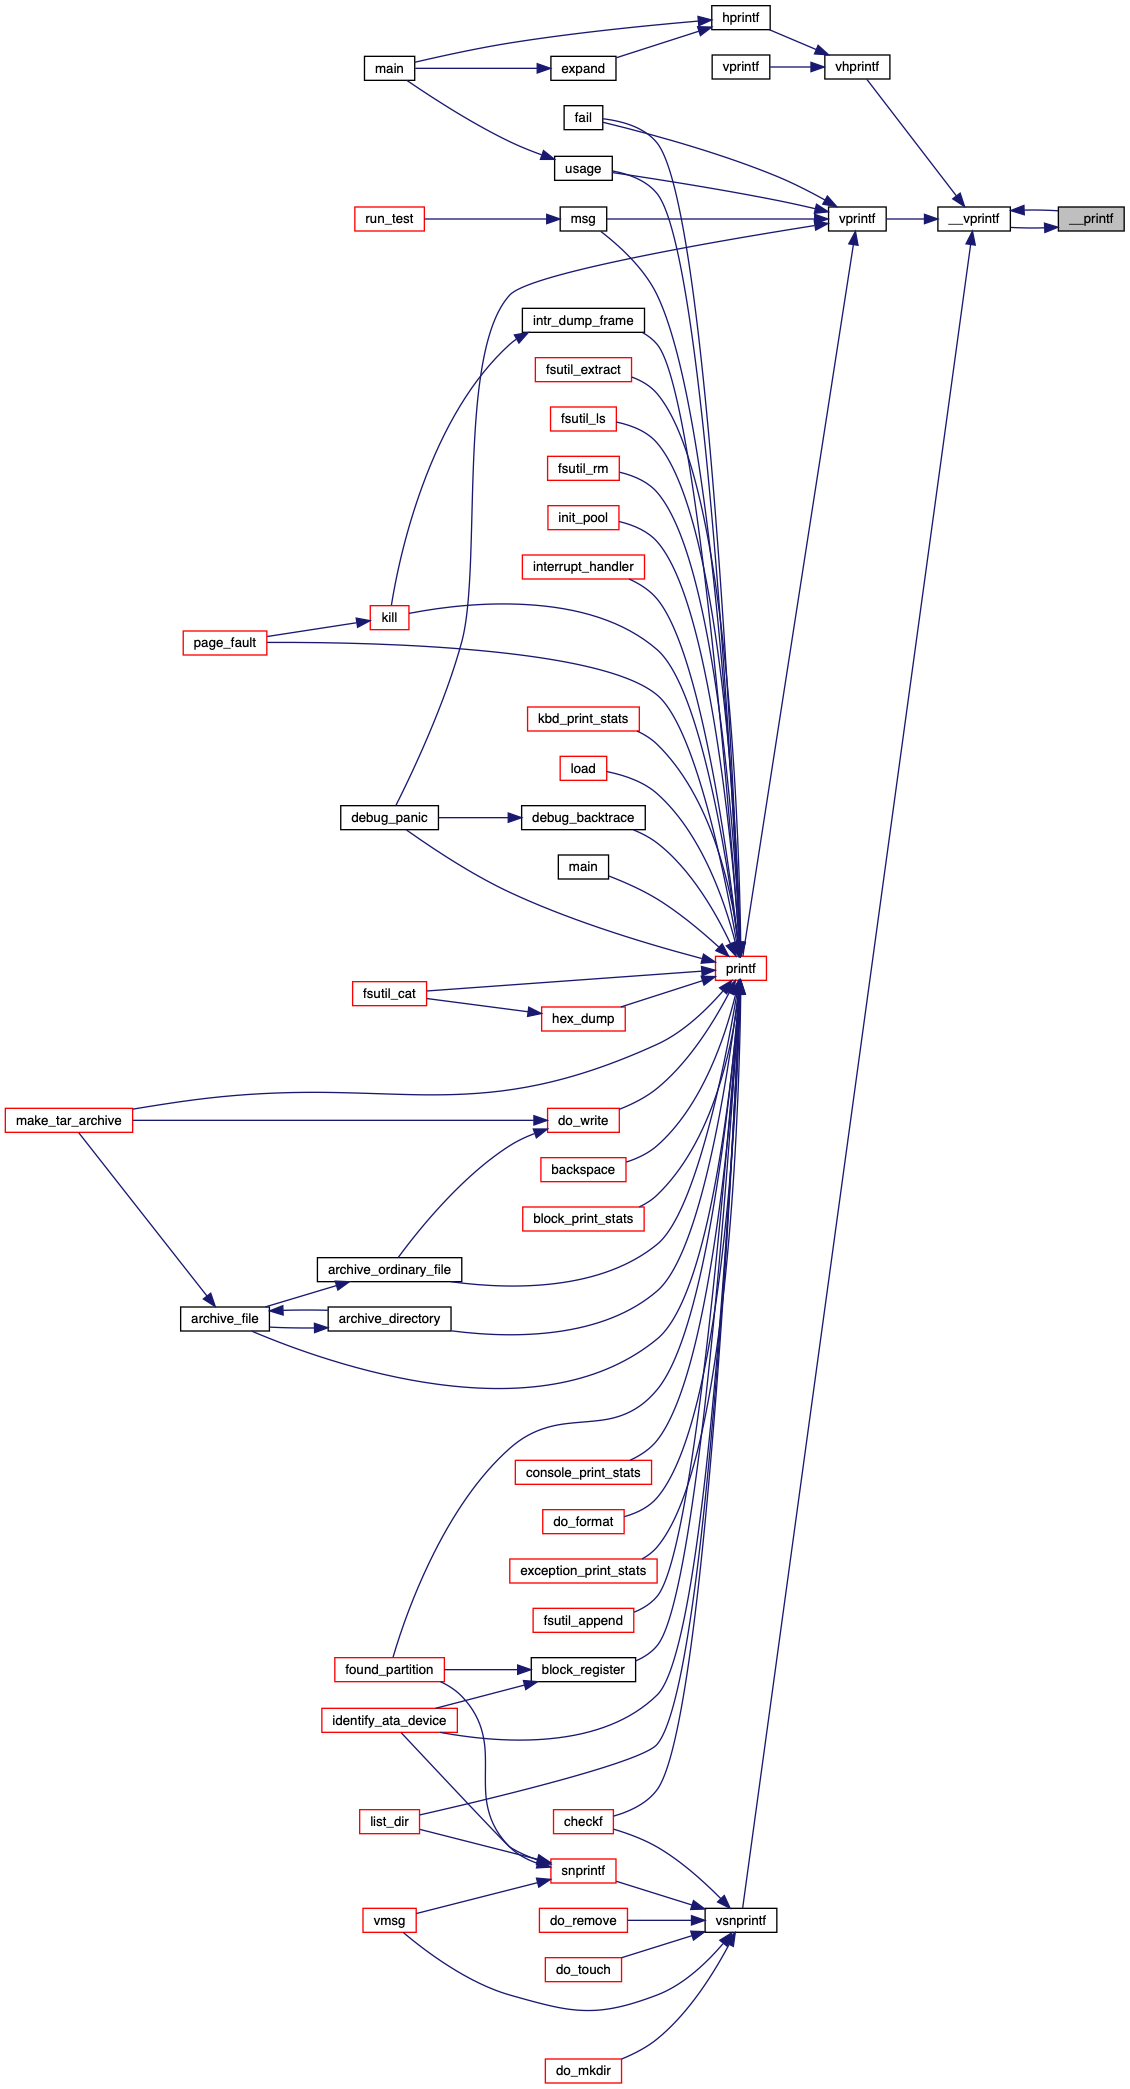 hprintf
main
expand
vprintf
vhprintf
fail
usage
run_test
msg
vprintf
__vprintf
__printf
intr_dump_frame
fsutil_extract
fsutil_ls
fsutil_rm
init_pool
interrupt_handler
kill
page_fault
kbd_print_stats
load
debug_panic
debug_backtrace
main
printf
fsutil_cat
hex_dump
make_tar_archive
do_write
backspace
block_print_stats
archive_ordinary_file
archive_file
archive_directory
console_print_stats
do_format
exception_print_stats
fsutil_append
found_partition
block_register
identify_ata_device
list_dir
checkf
snprintf
vmsg
do_remove
vsnprintf
do_touch
do_mkdir